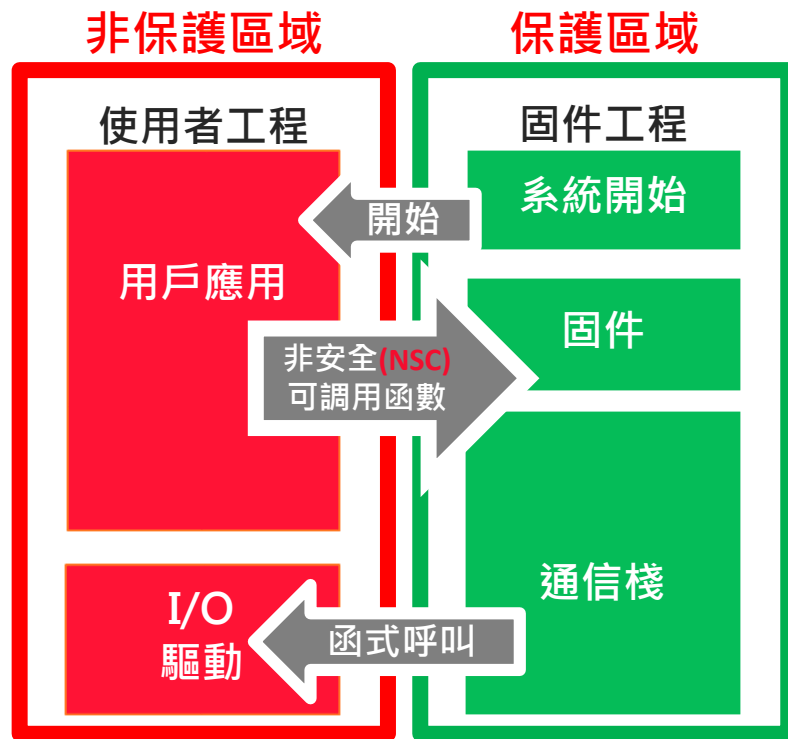 非保護區域
保護區域
使用者工程
固件工程
系統開始
開始
用戶應用
固件
非安全(NSC)
可調用函數
通信棧
I/O
驅動
函式呼叫